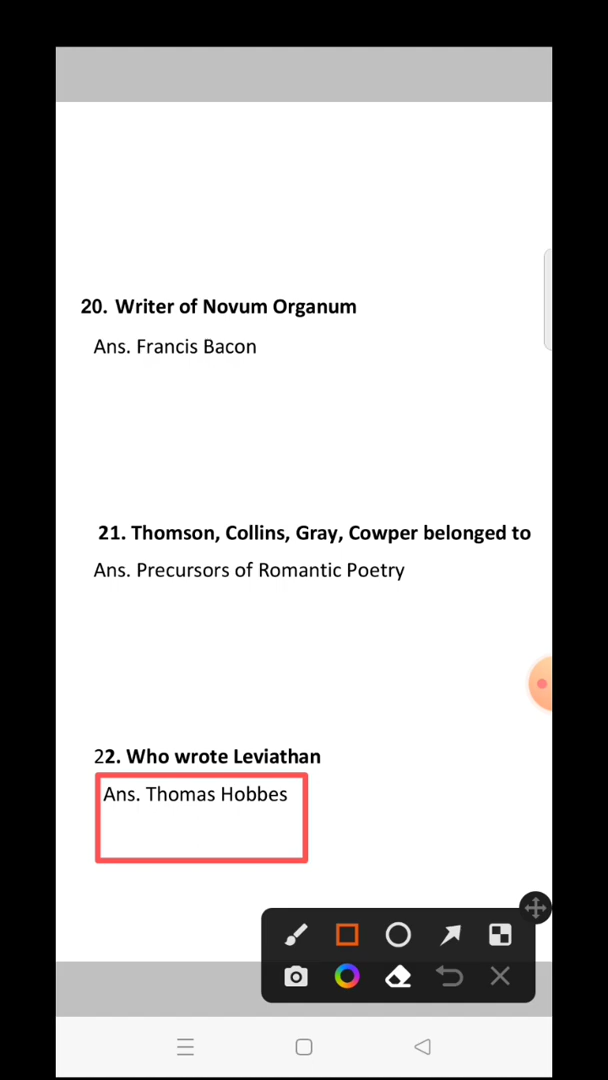 20. Writer of Novum Organum
Ans. Francis Bacon
21. Thomson, Collins, Gray, Cowper belonged to
Ans. Precursors of Romantic Poetry
22. Who wrote Leviathan
Ans. Thomas Hobbes